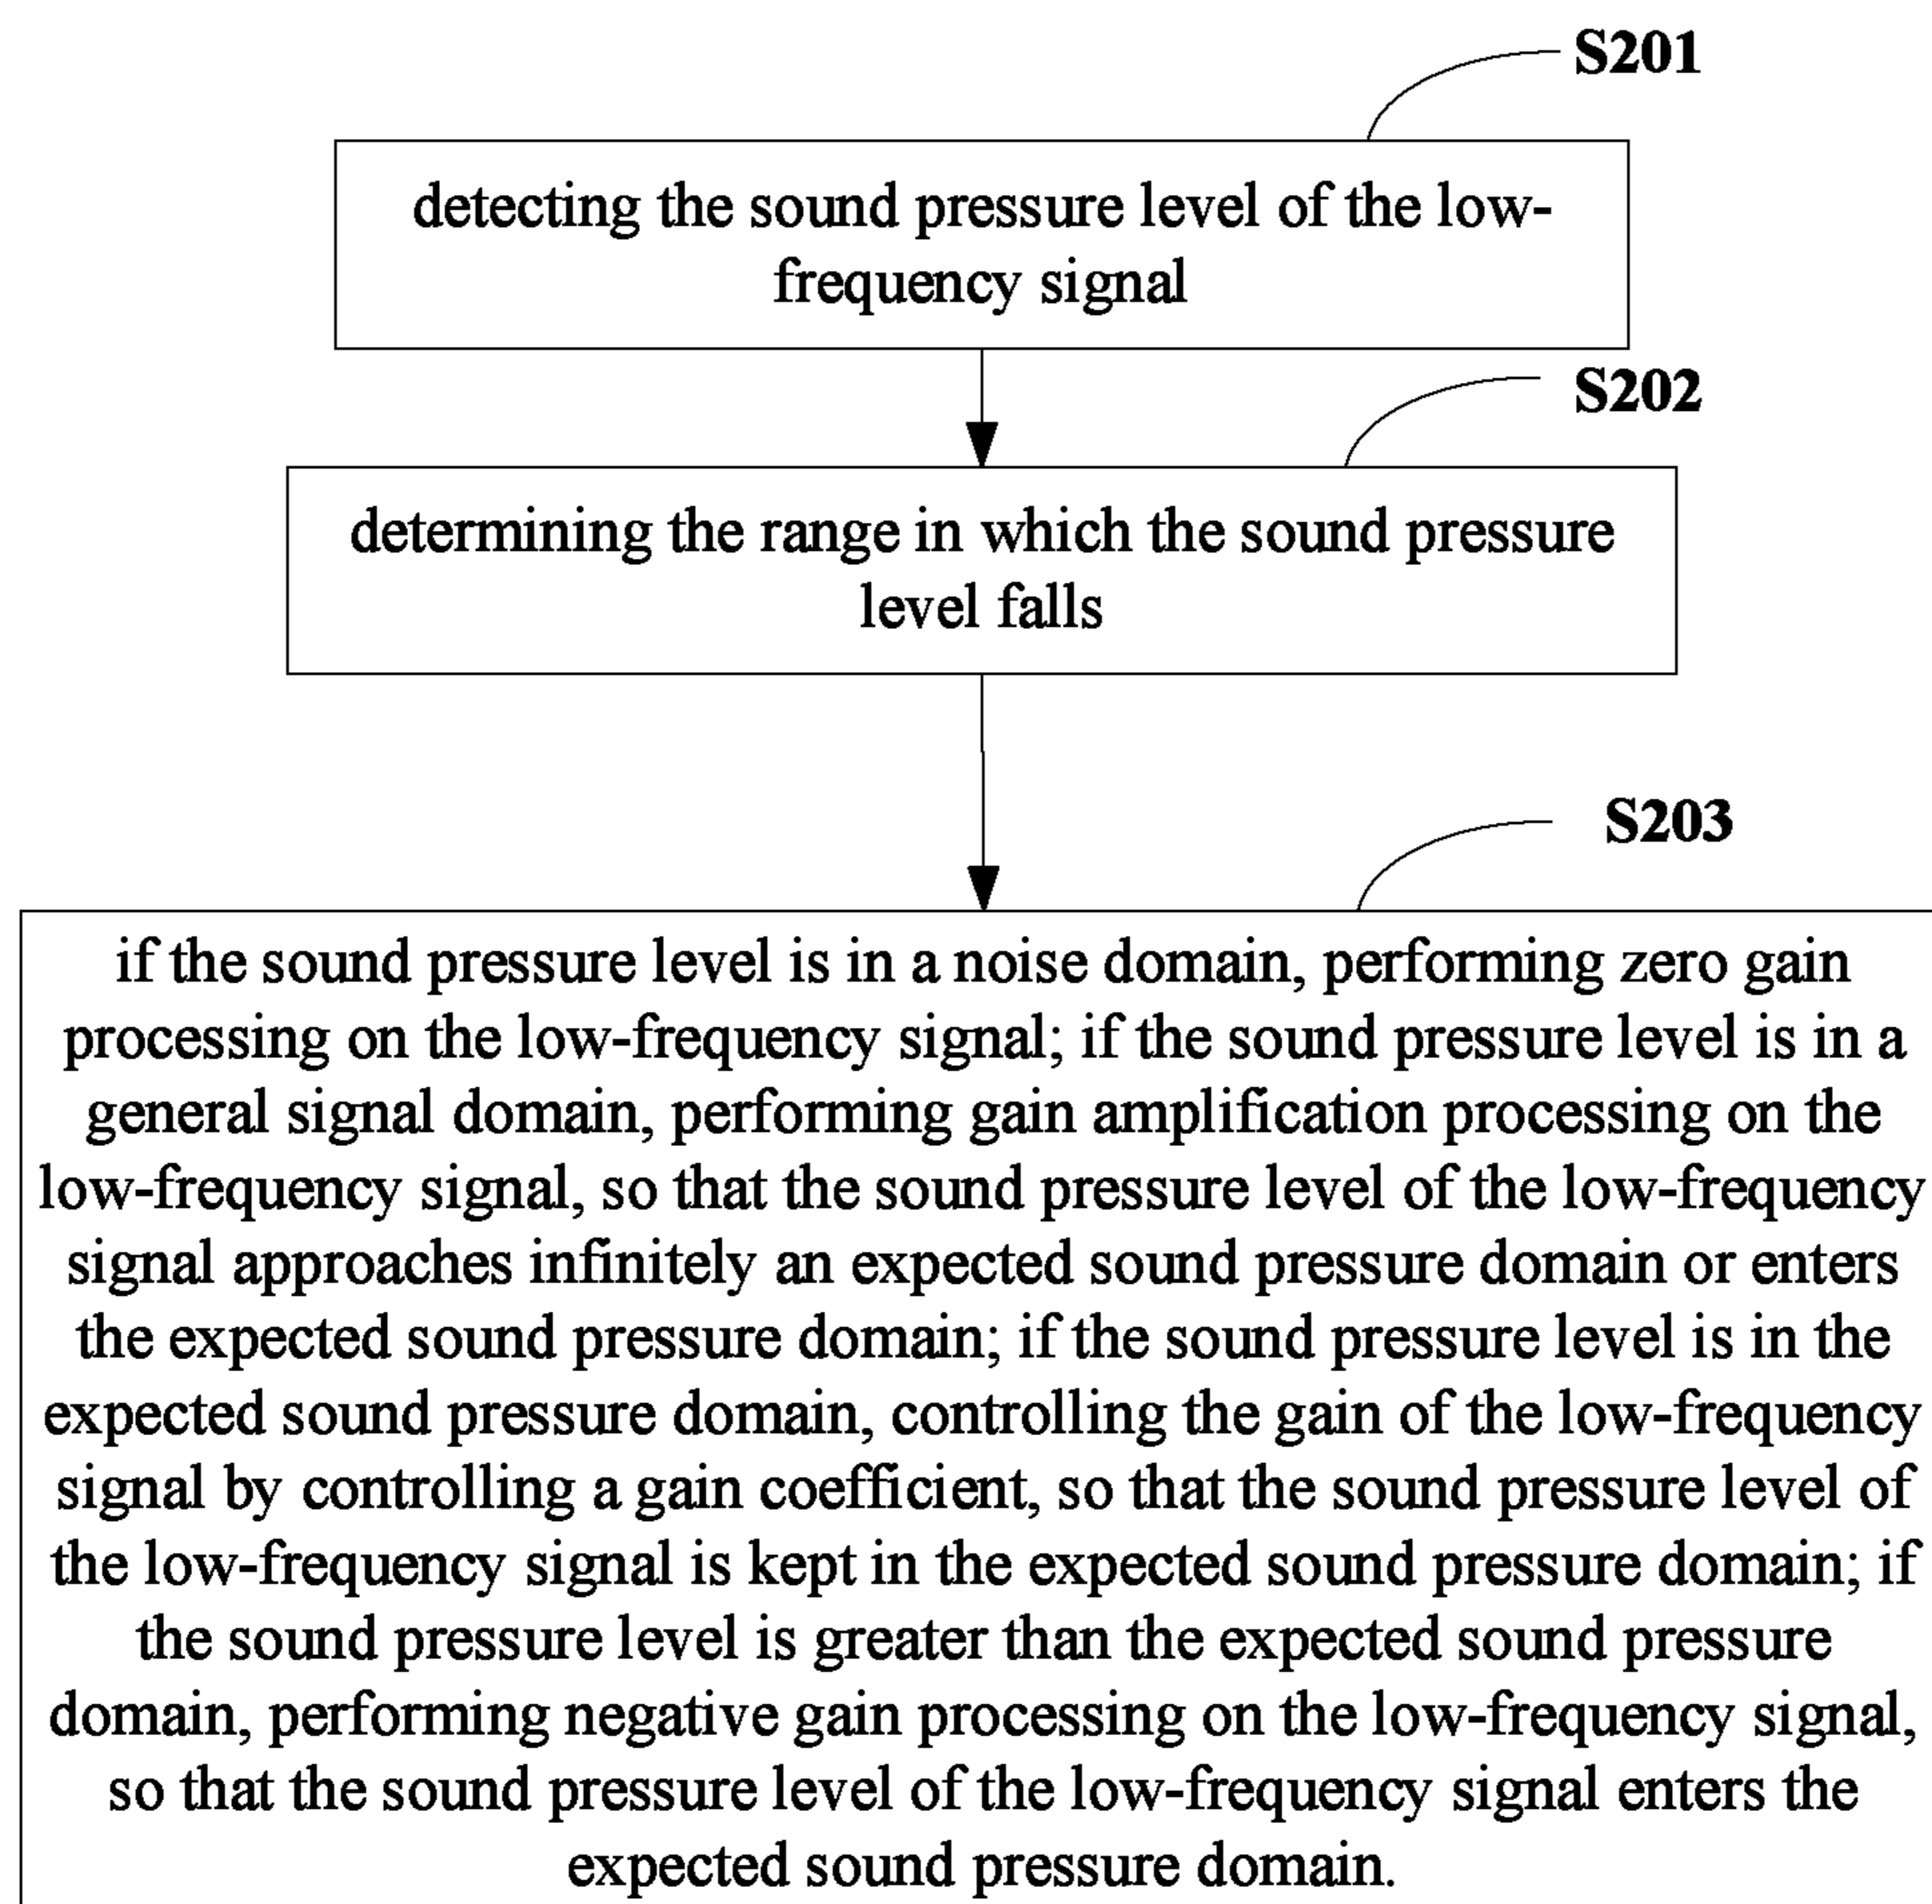 S201
detecting the sound pressure level of the low-
frequency signal
S202
determining the range in which the sound pressure
level falls
S203
if the sound pressure level is in a noise domain, performing zero gain
processing on the low-frequency signal; if the sound pressure level is in a
general signal domain, performing gain amplification processing on the
low-frequency signal, so that the sound pressure level of the low-frequency
signal approaches infinitely an expected sound pressure domain or enters
the expected sound pressure domain; if the sound pressure level is in the
expected sound pressure domain, controlling the gain of the low-frequency
signal by controlling a gain coefficient, so that the sound pressure level of
the low-frequency signal is kept in the expected sound pressure domain; if
the sound pressure level is greater than the expected sound pressure
domain, performing negative gain processing on the low-frequency signal,
so that the sound pressure level of the low-frequency signal enters the
expected sound pressure domain.